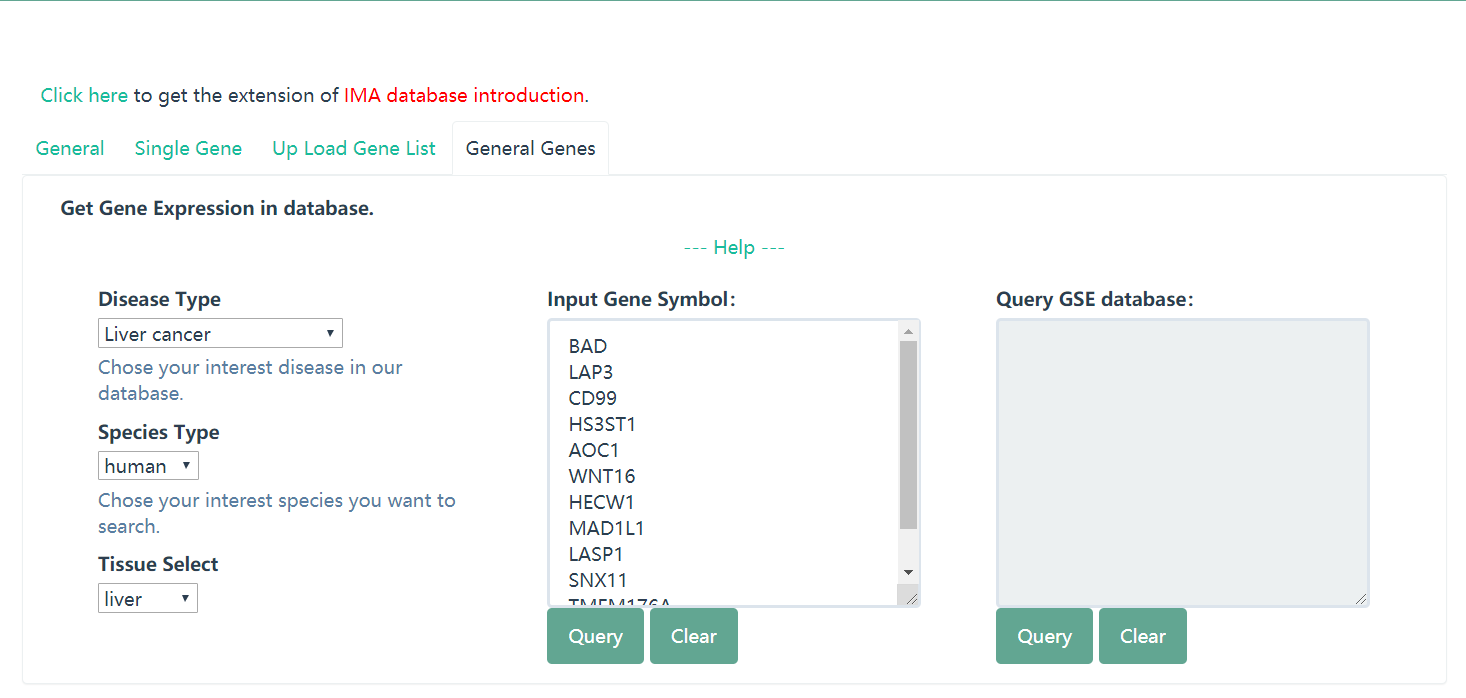 Click here to get the extension of IMA database introduction.
General Single Gene Up Load Gene List General Genes
Get Gene Expression in database.
--- Help ---
Disease Type
Liver cancer
Chose your interest disease in our
database.
Species Type
human
Chose your interest species you want to
search.
Tissue Select
liver
Input Gene Symbol:
BAD
LAP3
CD99
HS3ST1
AOC1
WNT16
HECW1
MAD1L1
LASP1
SNX11
TMEM176A
Query Clear
Query GSE database:
Query Clear